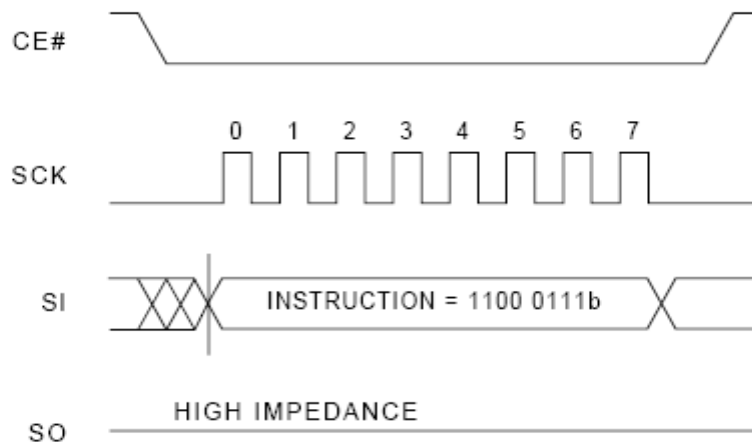 CE#
0 1 2 3 4 5 6 7
SCK
SI
INSTRUCTION = 1100 0111b
HIGH IMPEDANCE
SO